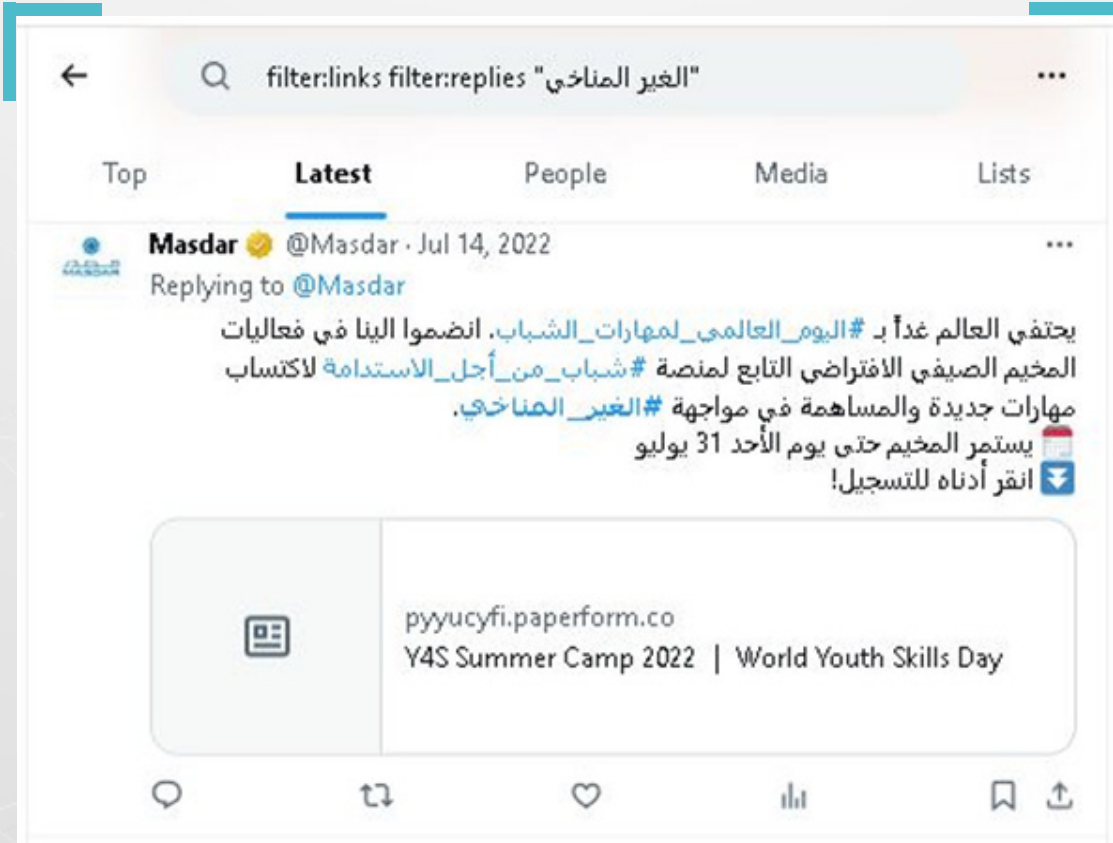 filter:links filter:replies "الغير المناخي"
Top Latest People Media Lists
Masdar @Masdar · Jul 14, 2022
Replying to @Masdar
يحتفي العالم غداً بـ #اليوم_العالمي_لمهارات_الشباب. انضموا الينا في فعاليات
المخيم الصيفي الافتراضي التابع لمنصة #شباب_من_أجل_الاستدامة لاكتساب
مهارات جديدة والمساهمة في مواجهة #الغير_المناخي.
يستمر المخيم حتى يوم الأحد 31 يوليو
انقر أدناه للتسجيل!
pyyucyfi.paperform.co
Y4S Summer Camp 2022 | World Youth Skills Day